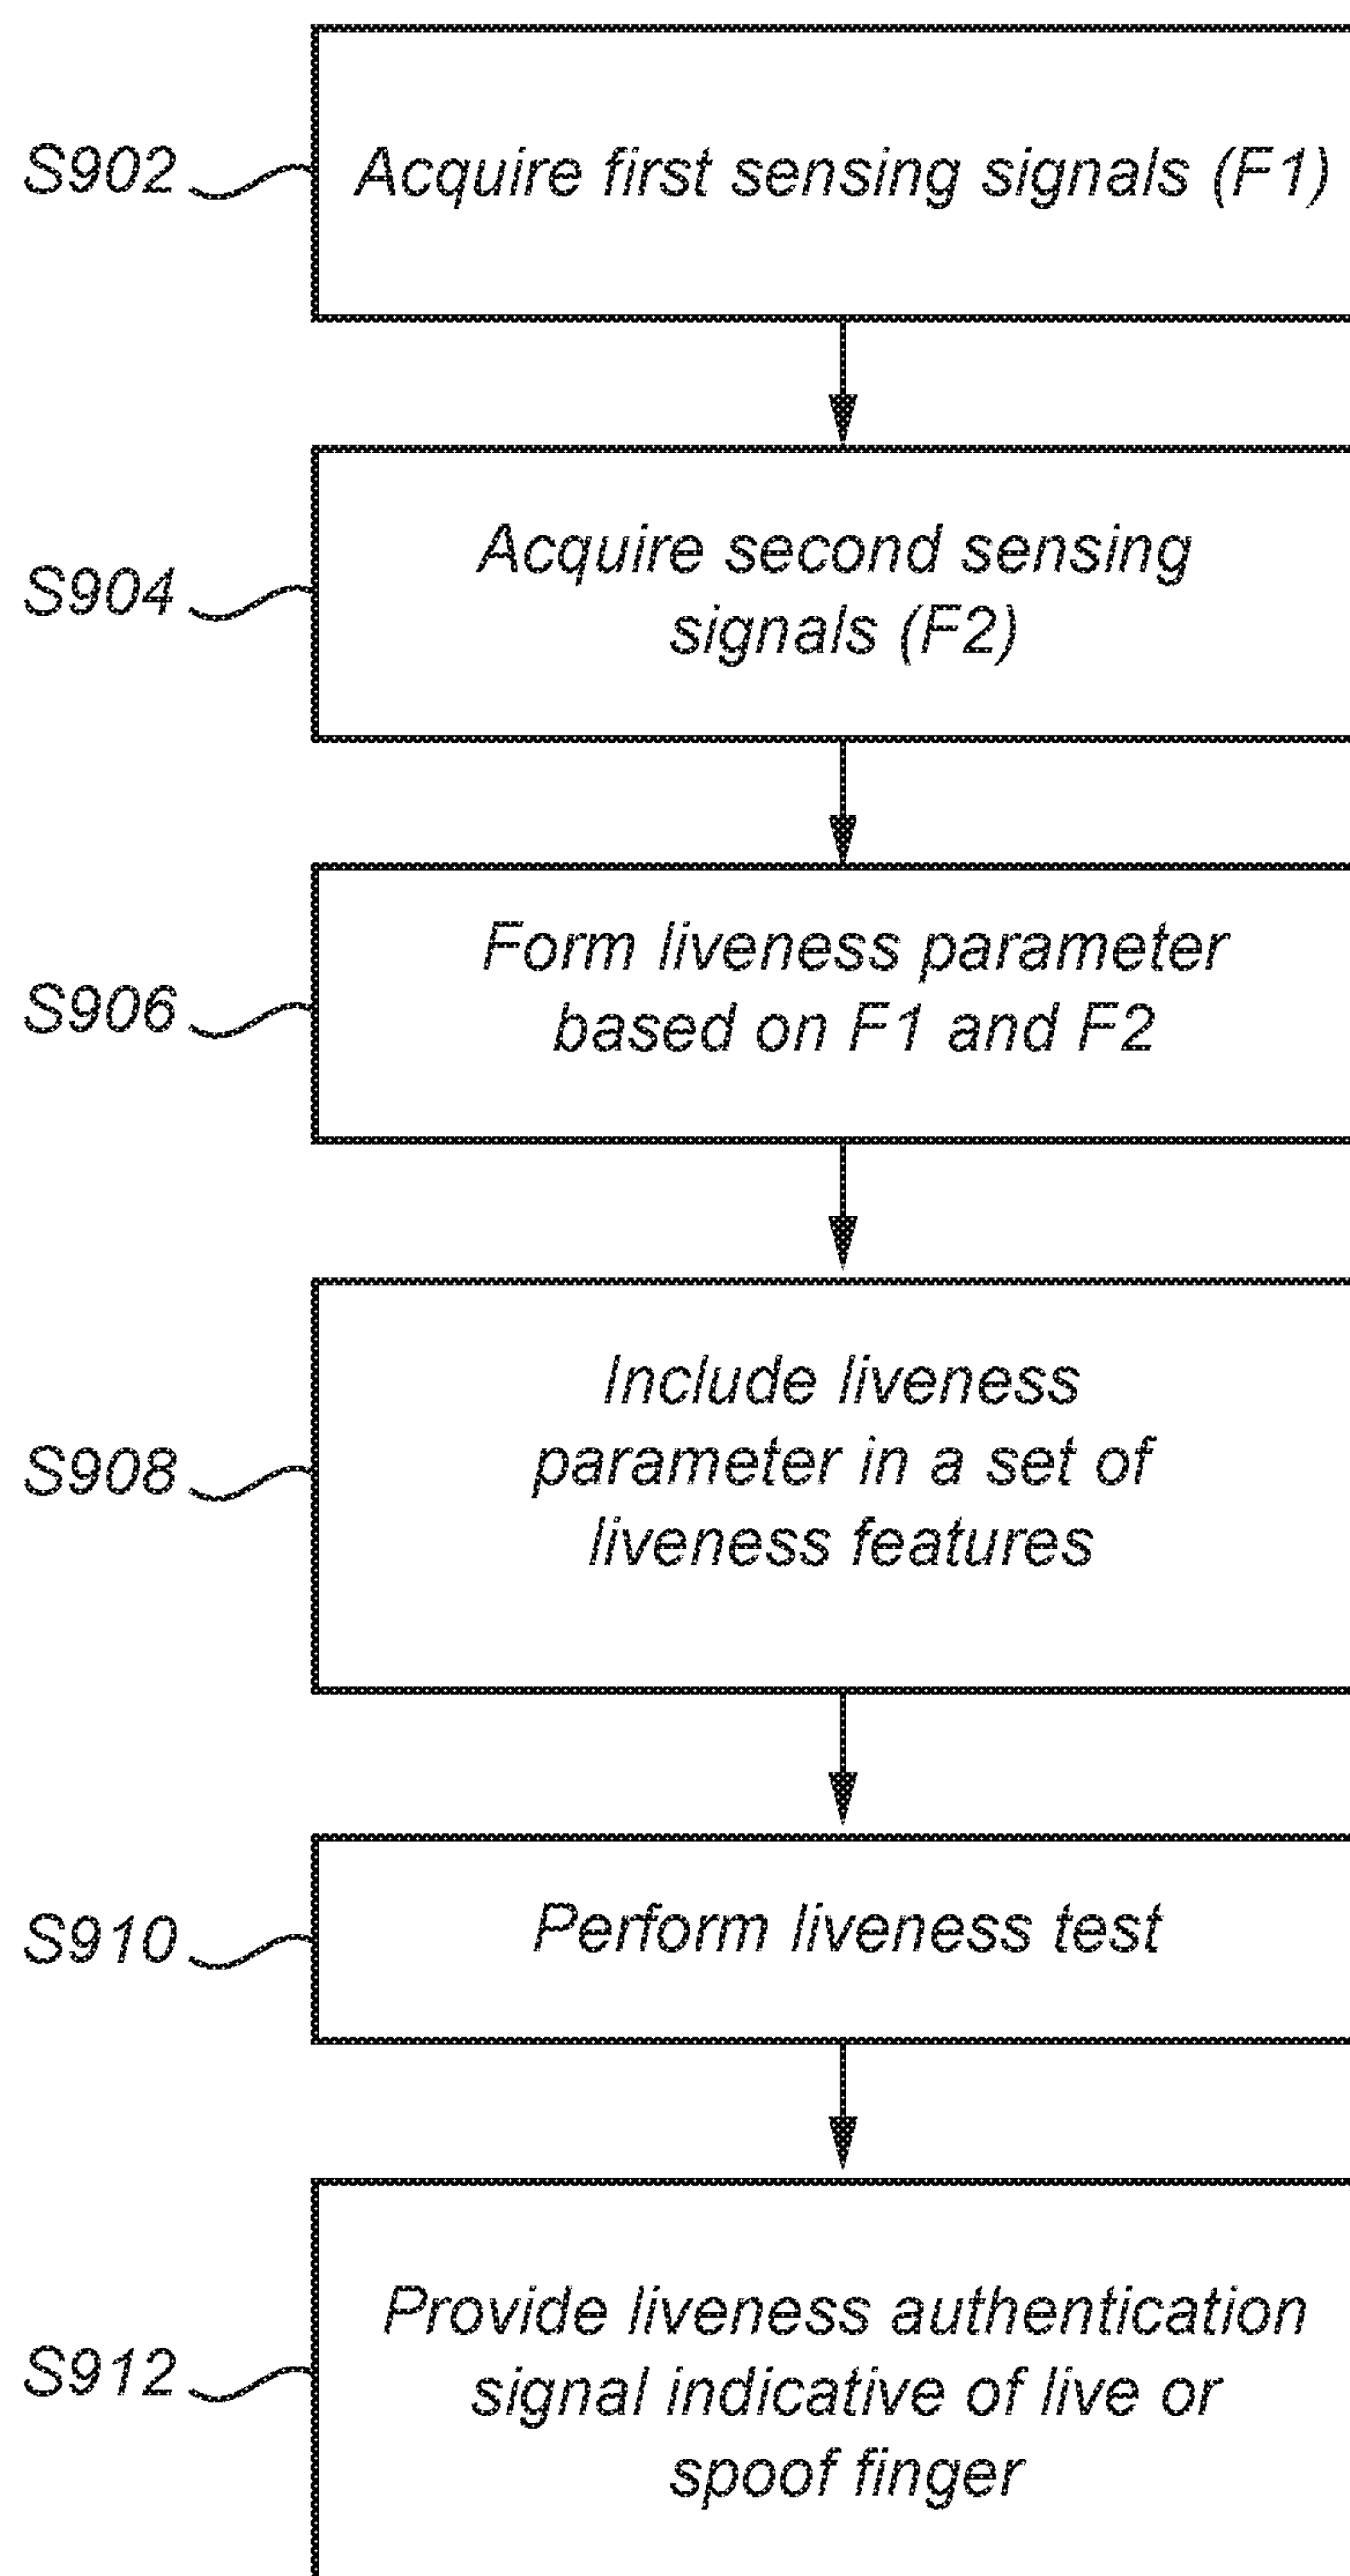 S902
Acquire first sensing signals (F1)
S904
Acquire second sensing
signals (F2)
S906
Form liveness parameter
based on F1 and F2
S908
Include liveness
parameter in a set of
liveness features
S910
Perform liveness test
S912
Provide liveness authentication
signal indicative of live or
spoof finger